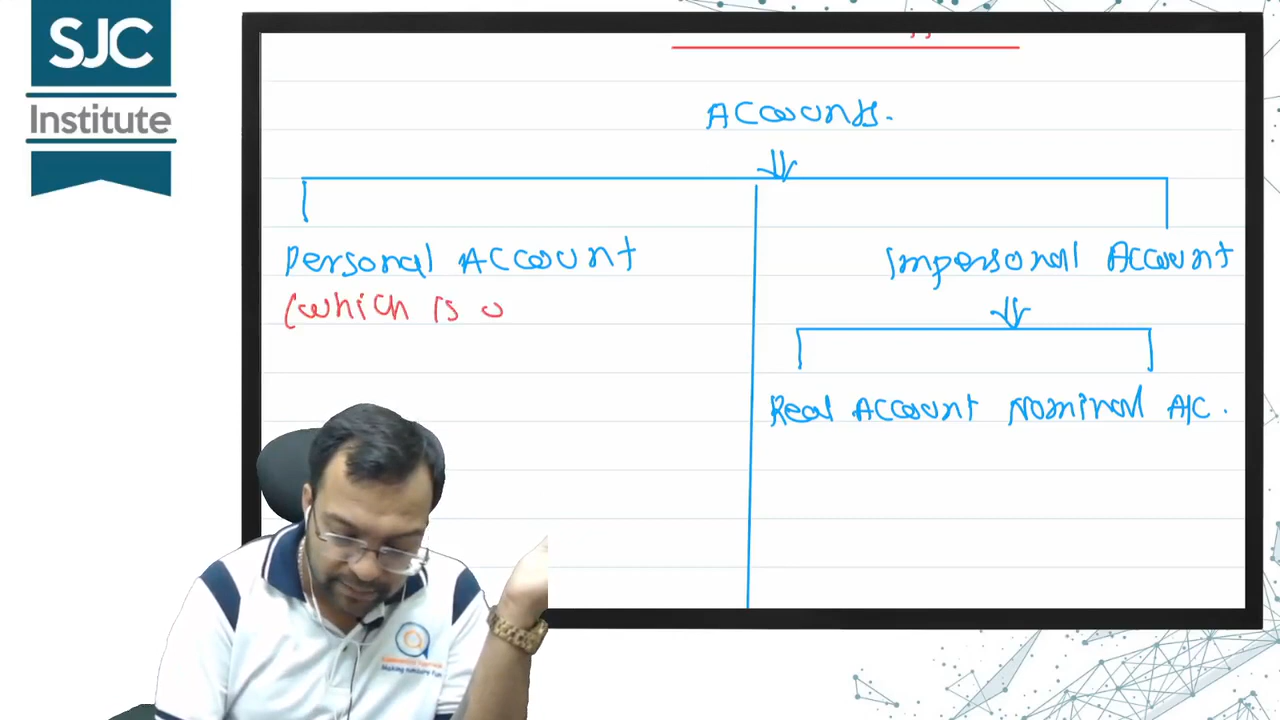 SJC
Institute
Accounts.
Personal Account
Impersonal Account
(which is
Real Account Nominal A/C.